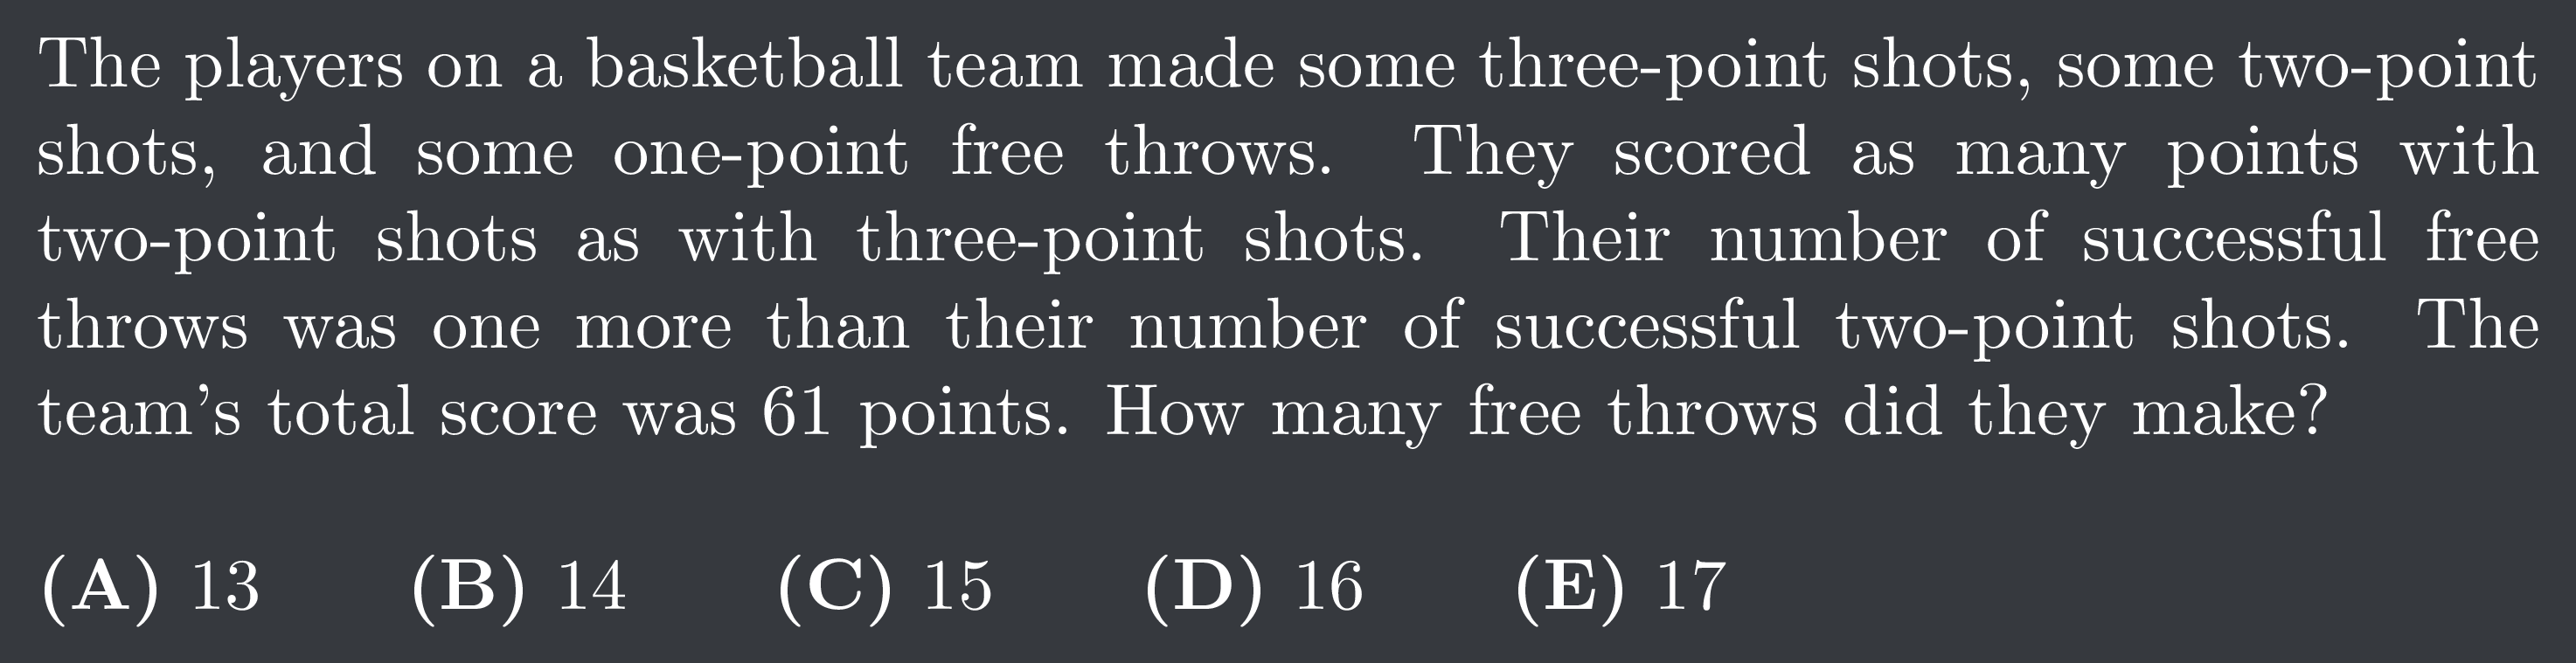 The players on a basketball team made some three-point shots, some two-point
shots, and some one-point free throws. They scored as many points with
two-point shots as with three-point shots. Their number of successful free
throws was one more than their number of successful two-point shots. The
team's total score was 61 points. How many free throws did they make?
(A) 13 (B) 14 (C) 15 (D) 16 (E) 17